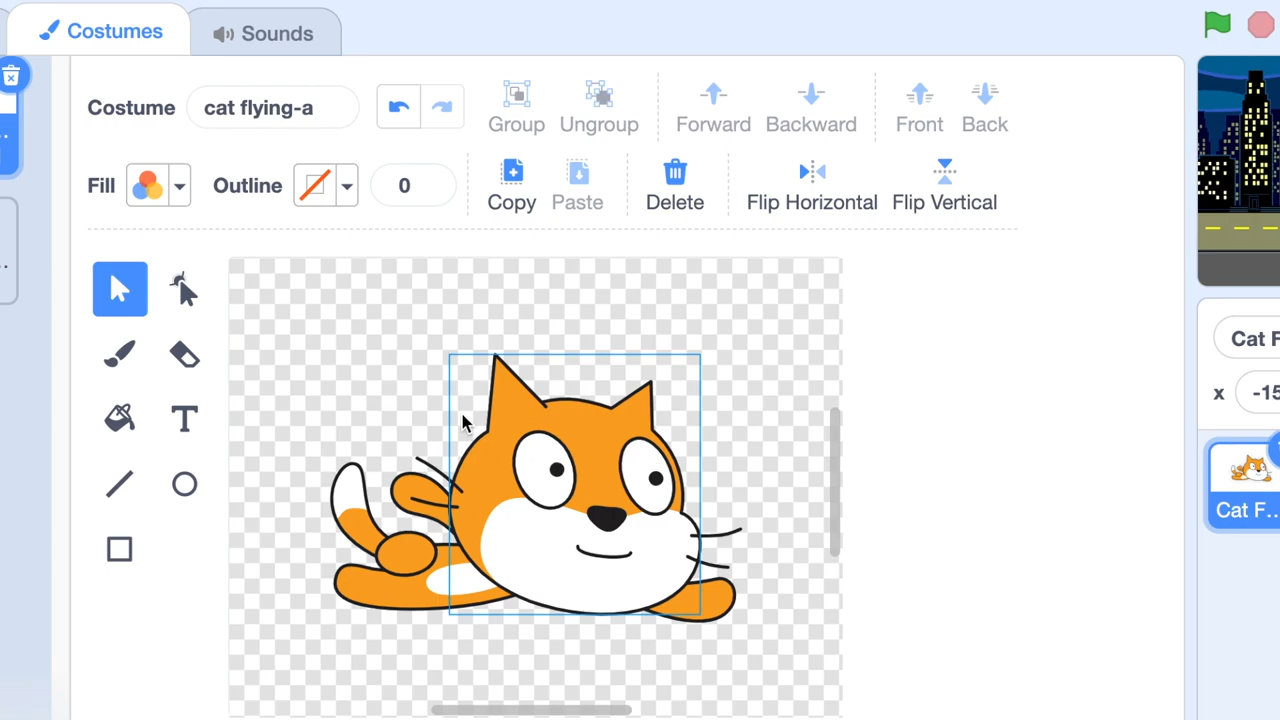 Costumes
Sounds
Costume cat flying-a
Group Ungroup Forward Backward Front Back
Fill Outline 0
Copy Paste Delete Flip Horizontal Flip Vertical
T
Cat F
x -15
Cat F...